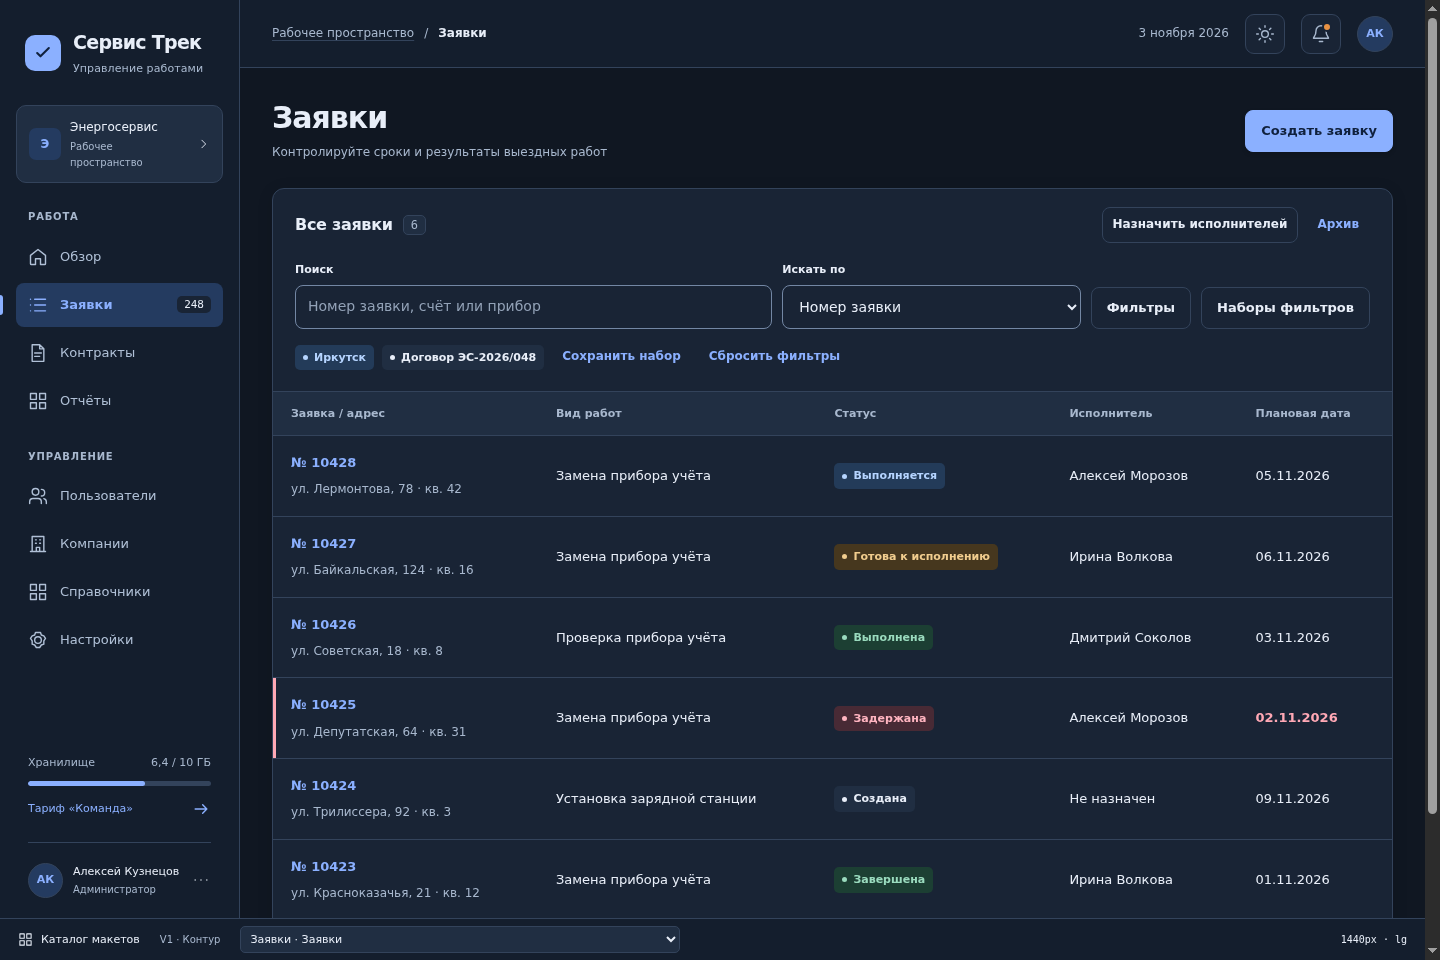 Сервис Трек
Управление работами
Э
Энергосервис
Рабочее
пространство
РАБОТА
Обзор
Заявки 248
Контракты
Отчёты
УПРАВЛЕНИЕ
Пользователи
Компании
Справочники
Настройки
Хранилище 6,4 / 10 ГБ
Тариф «Команда»
АК
Алексей Кузнецов
Администратор
...
Рабочее пространство / Заявки
3 ноября 2026
АК
Заявки
Контролируйте сроки и результаты выездных работ
Создать заявку
Все заявки 6
Назначить исполнителей Архив
Поиск Искать по
Номер заявки, счёт или прибор Номер заявки Фильтры Наборы фильтров
Иркутск Договор ЭС-2026/048 Сохранить набор Сбросить фильтры
Заявка / адрес Вид работ Статус Исполнитель Плановая дата
№ 10428
ул. Лермонтова, 78 · кв. 42
Замена прибора учёта Выполняется Алексей Морозов 05.11.2026
№ 10427
ул. Байкальская, 124 · кв. 16
Замена прибора учёта Готова к исполнению Ирина Волкова 06.11.2026
№ 10426
ул. Советская, 18 · кв. 8
Проверка прибора учёта Выполнена Дмитрий Соколов 03.11.2026
№ 10425
ул. Депутатская, 64 · кв. 31
Замена прибора учёта Задержана Алексей Морозов 02.11.2026
№ 10424
ул. Трилиссера, 92 · кв. 3
Установка зарядной станции Создана Не назначен 09.11.2026
№ 10423
ул. Красноказачья, 21 · кв. 12
Замена прибора учёта Завершена Ирина Волкова 01.11.2026
Каталог макетов V1 · Контур Заявки · Заявки 1440px · lg